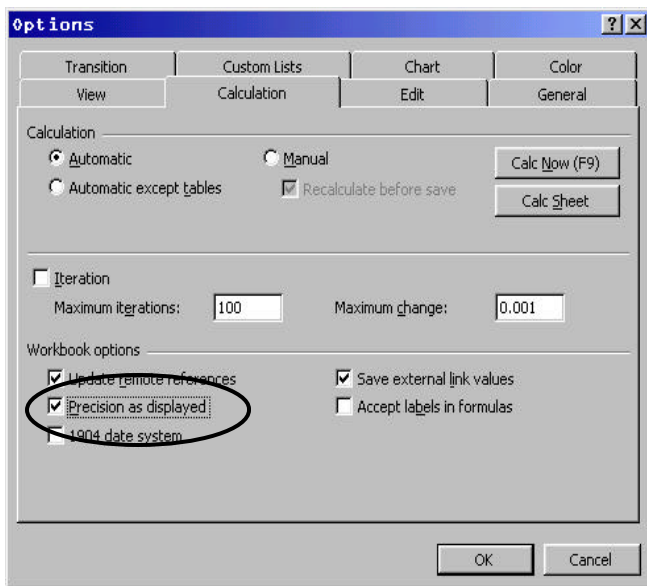 Options
Transition Custom Lists Chart Color
View Calculation Edit General
Calculation
Automatic Manual Calc Now (F9)
Automatic except tables Recalculate before save Calc Sheet
Iteration
Maximum iterations: 100 Maximum change: 0.001
Workbook options
Update remote references Save external link values
Precision as displayed Accept labels in formulas
1904 date system
OK Cancel